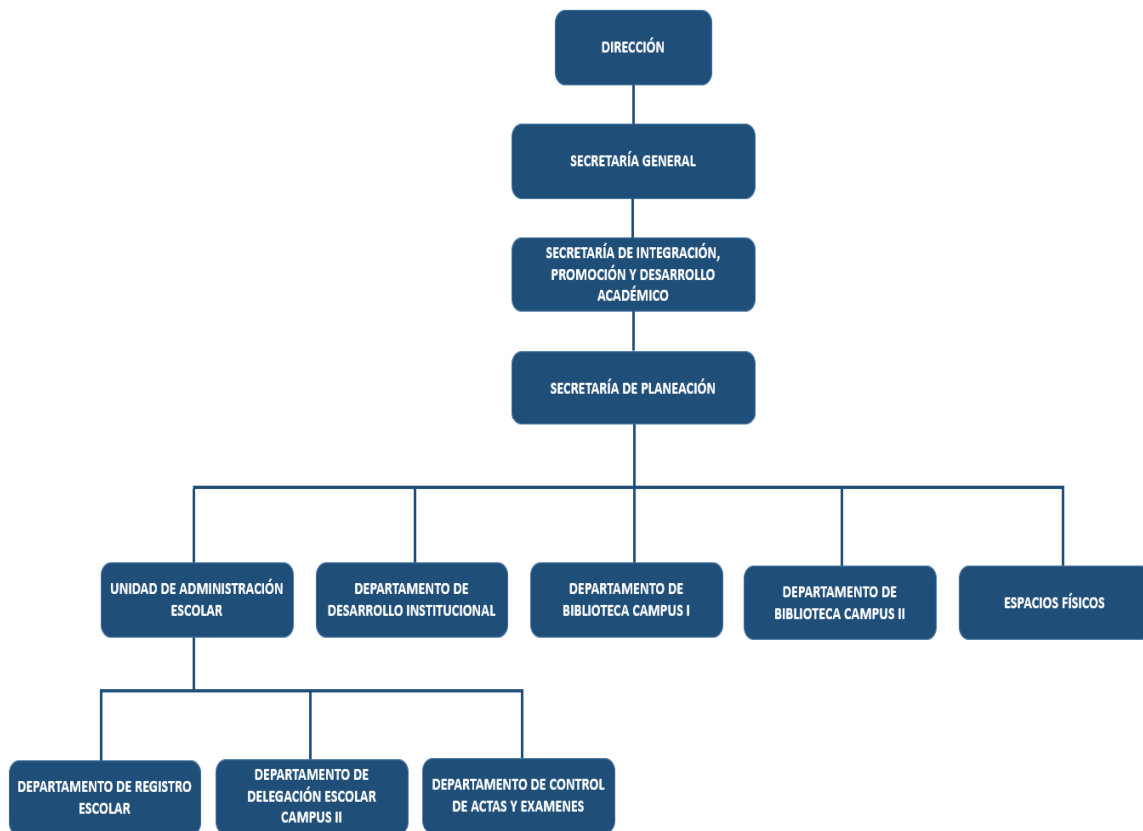 DIRECCIÓN
SECRETARÍA GENERAL
SECRETARÍA DE INTEGRACIÓN,
PROMOCIÓN Y DESARROLLO
ACADÉMICO
SECRETARÍA DE PLANEACIÓN
UNIDAD DE ADMINISTRACIÓN
ESCOLAR
DEPARTAMENTO DE
DESARROLLO INSTITUCIONAL
DEPARTAMENTO DE
BIBLIOTECA CAMPUS I
DEPARTAMENTO DE
BIBLIOTECA CAMPUS II
ESPACIOS FÍSICOS
DEPARTAMENTO DE REGISTRO
ESCOLAR
DEPARTAMENTO DE
DELEGACIÓN ESCOLAR
CAMPUS II
DEPARTAMENTO DE CONTROL
DE ACTAS Y EXAMENES